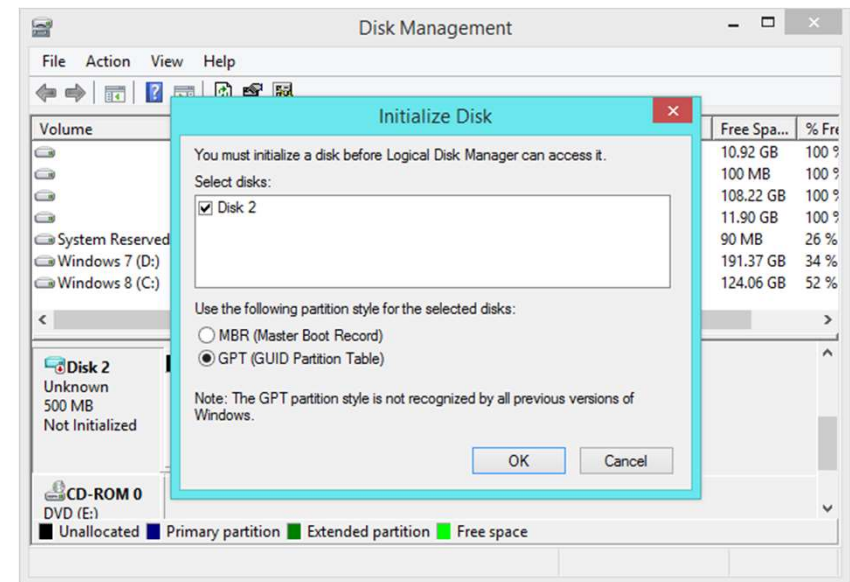 Disk Management
File Action View Help
Initialize Disk
Volume
Free Spa... % Fre
10.92 GB 100 %
100 MB 100 %
108.22 GB 100 %
11.90 GB 100 %
System Reserved 90 MB 26 %
Windows 7 (D:) 191.37 GB 34 %
Windows 8 (C:) 124.06 GB 52 %
You must initialize a disk before Logical Disk Manager can access it.
Select disks:
Disk 2
Use the following partition style for the selected disks:
MBR (Master Boot Record)
GPT (GUID Partition Table)
Note: The GPT partition style is not recognized by all previous versions of
Windows.
OK Cancel
Disk 2
Unknown
500 MB
Not Initialized
CD-ROM 0
DVD (E:)
Unallocated Primary partition Extended partition Free space